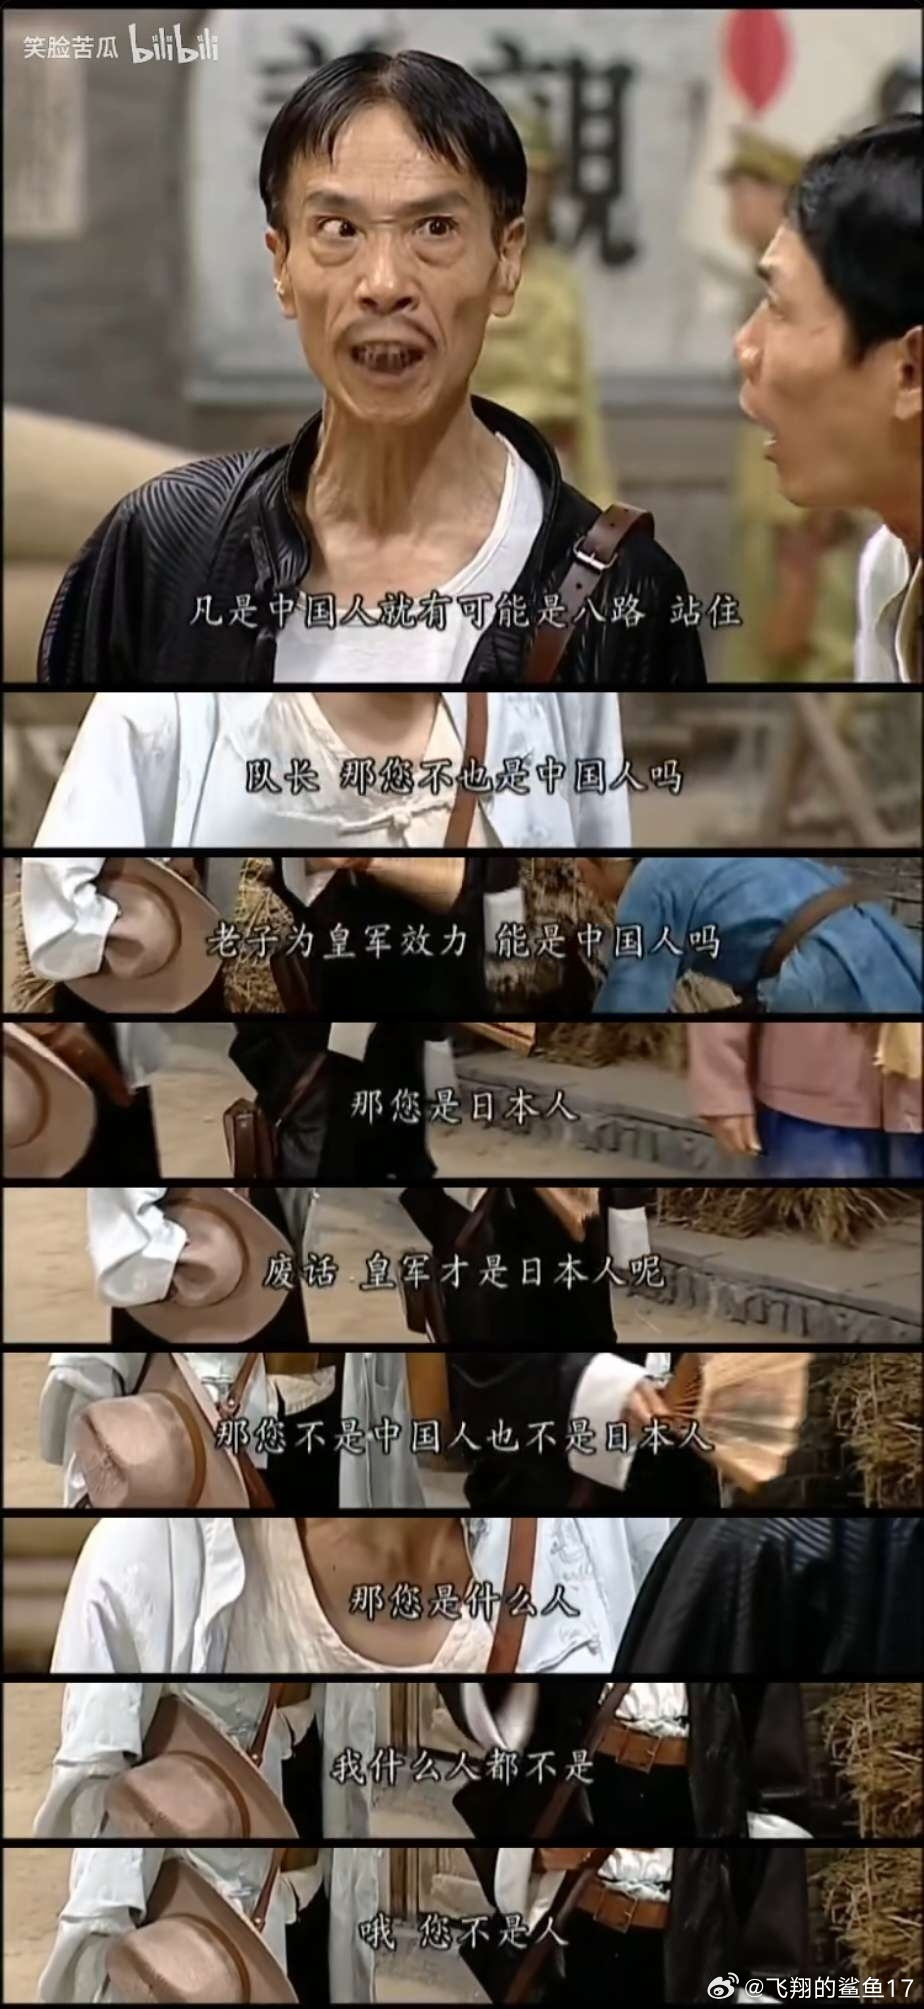 笑脸苦瓜 bilibili
善 親
凡是中国人就有可能是八路 站住
队长 那您不也是中国人吗
老子为皇军效力 能是中国人吗
那您是日本人
废话 皇军才是日本人呢
那您不是中国人也不是日本人
那您是什么人
我什么人都不是
哦 您不是人
@飞翔的鲨鱼17